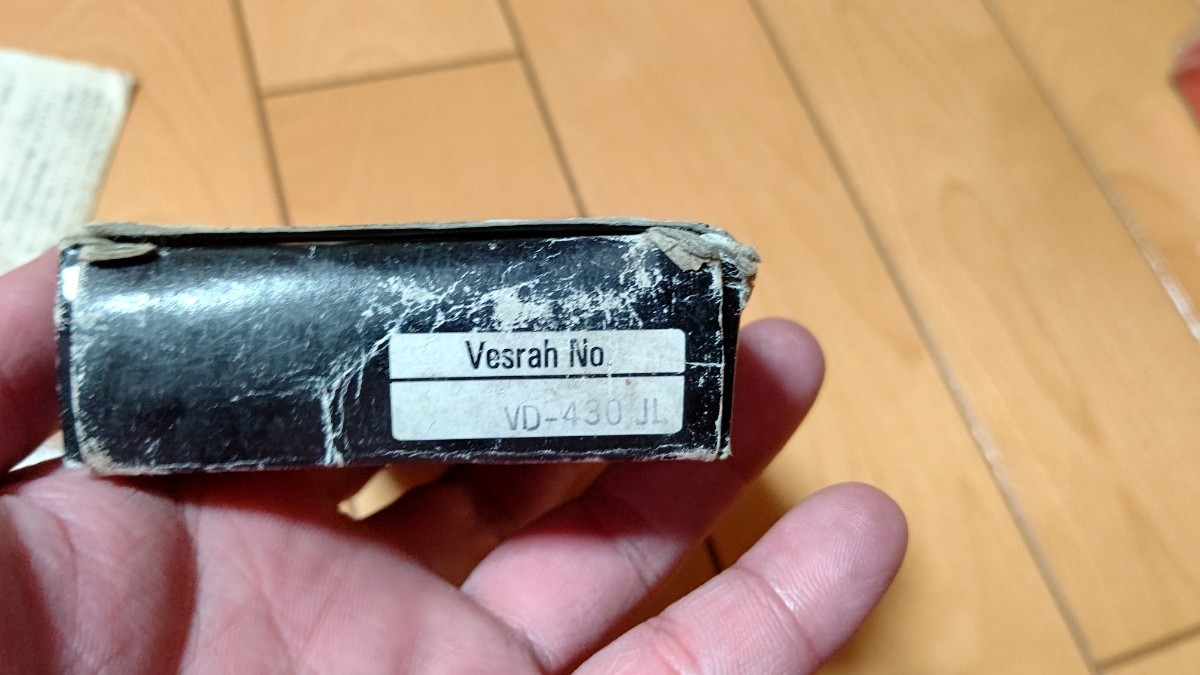 Vesrah No.
VD-430 JL